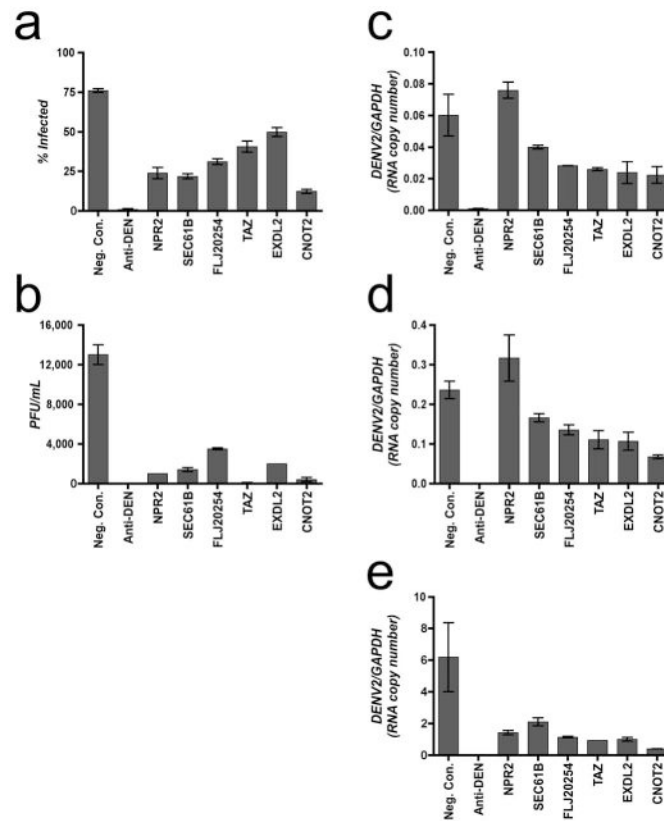 a
100
75
50
25
0
% Infected
Neg. Con.
Anti-DEN
NPR2
SEC61B
FLJ20254
TAZ
EXDL2
CNOT2
b
16,000
12,000
8,000
4,000
0
PFU/mL
Neg. Con.
Anti-DEN
NPR2
SEC61B
FLJ20254
TAZ
EXDL2
CNOT2
c
0.10
0.08
0.06
0.04
0.02
0.00
DENV2/GAPDH
(RNA copy number)
Neg. Con.
Anti-DEN
NPR2
SEC61B
FLJ20254
TAZ
EXDL2
CNOT2
d
0.4
0.3
0.2
0.1
0.0
DENV2/GAPDH
(RNA copy number)
Neg. Con.
Anti-DEN
NPR2
SEC61B
FLJ20254
TAZ
EXDL2
CNOT2
e
10
8
6
4
2
0
DENV2/GAPDH
(RNA copy number)
Neg. Con.
Anti-DEN
NPR2
SEC61B
FLJ20254
TAZ
EXDL2
CNOT2